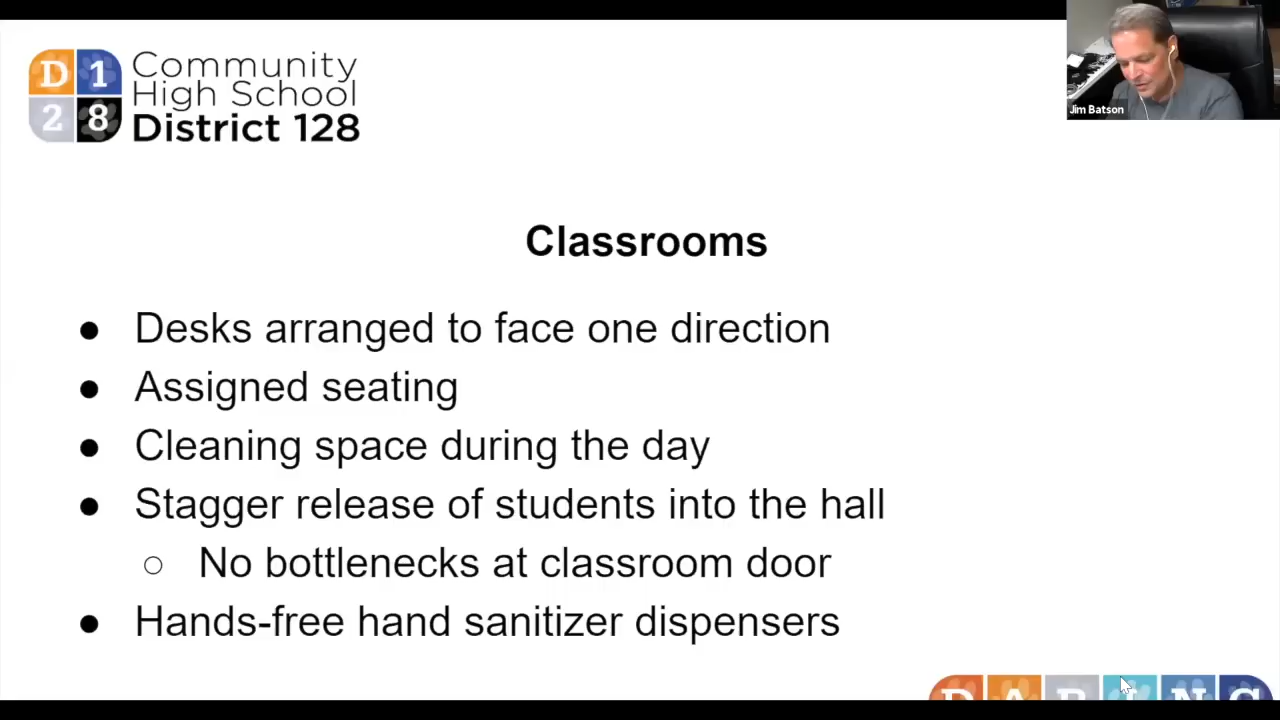 D 1
2 8
Community
High School
District 128
Jim Batson
Classrooms
● Desks arranged to face one direction
● Assigned seating
● Cleaning space during the day
● Stagger release of students into the hall
○ No bottlenecks at classroom door
● Hands-free hand sanitizer dispensers
DARING